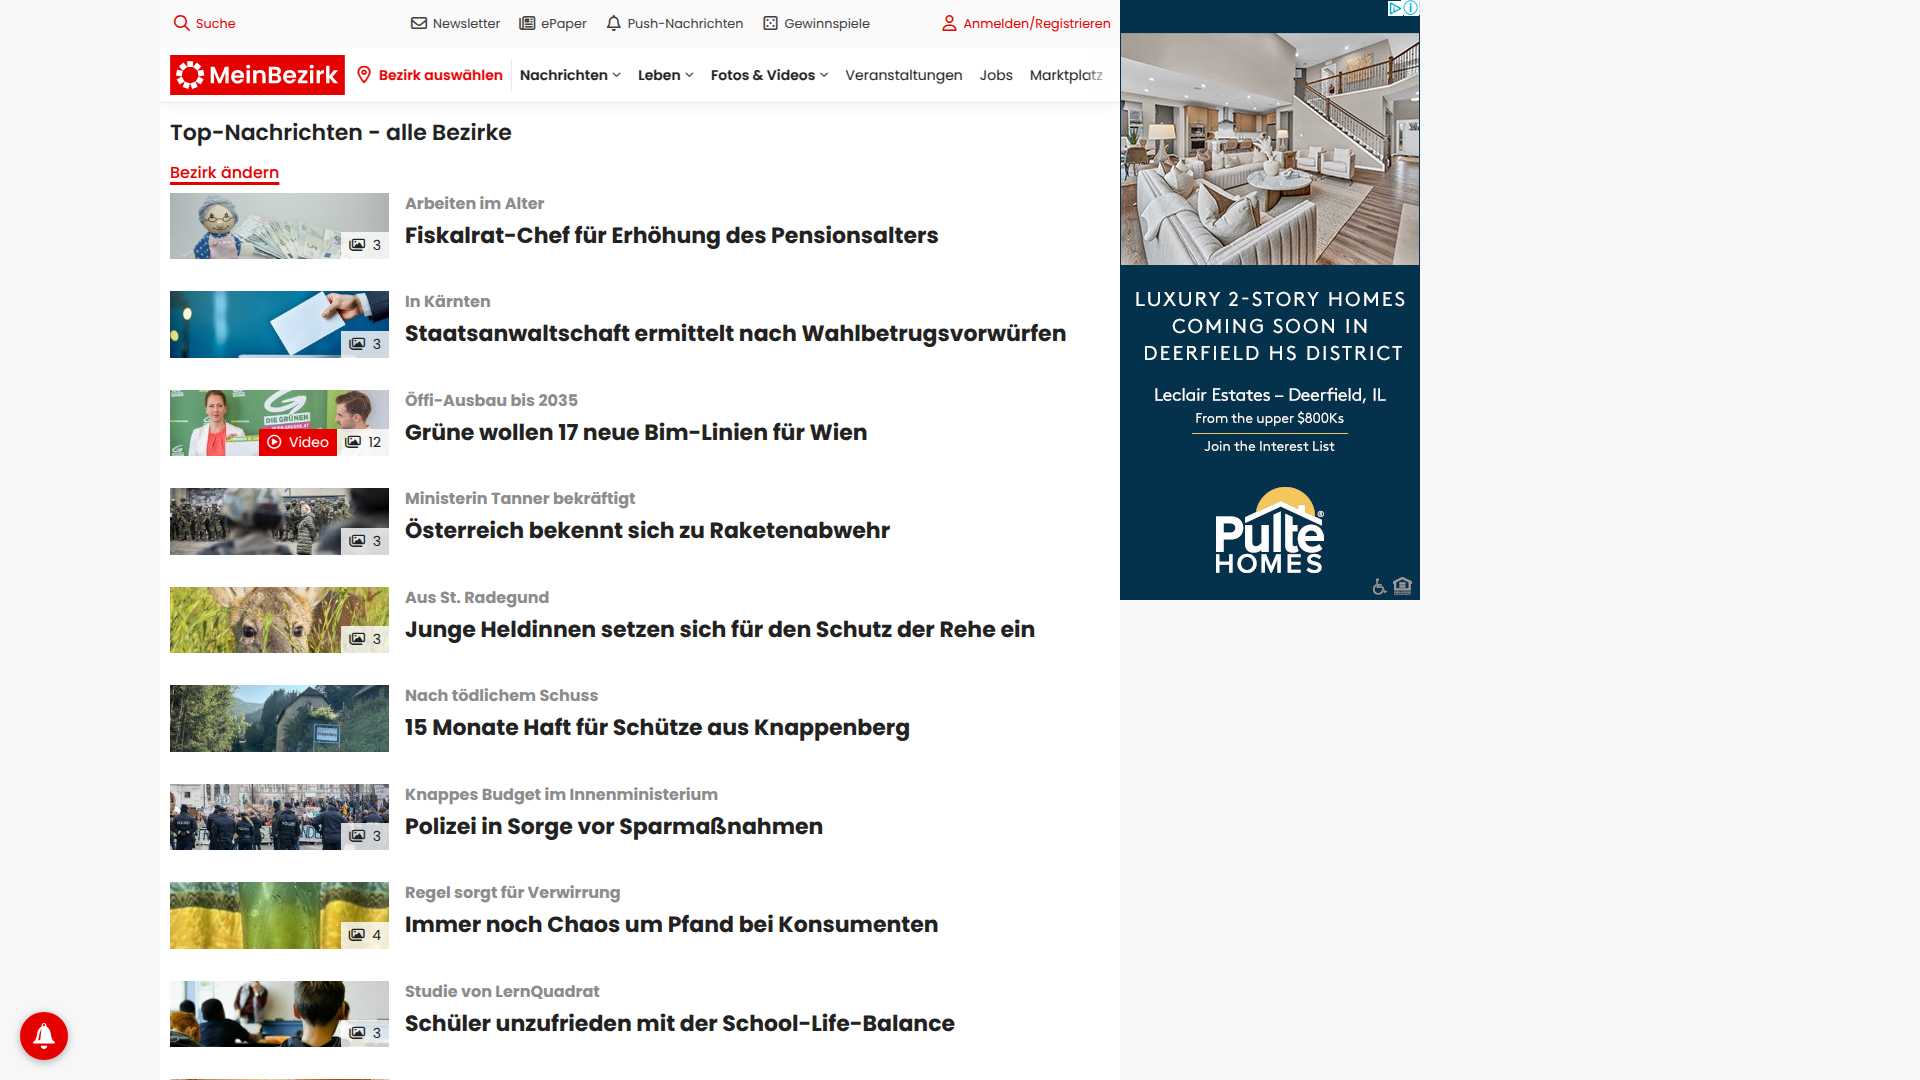 Suche
Newsletter
ePaper
Push-Nachrichten
Gewinnspiele
Anmelden/Registrieren
MeinBezirk
Bezirk auswählen
Nachrichten
Leben
Fotos & Videos
Veranstaltungen
Jobs
Marktplatz
Top-Nachrichten - alle Bezirke
Bezirk ändern
3
Arbeiten im Alter
Fiskalrat-Chef für Erhöhung des Pensionsalters
3
In Kärnten
Staatsanwaltschaft ermittelt nach Wahlbetrugsvorwürfen
DIE GRÜNEN
Video
12
Öffi-Ausbau bis 2035
Grüne wollen 17 neue Bim-Linien für Wien
3
Ministerin Tanner bekräftigt
Österreich bekennt sich zu Raketenabwehr
3
Aus St. Radegund
Junge Heldinnen setzen sich für den Schutz der Rehe ein
Nach tödlichem Schuss
15 Monate Haft für Schütze aus Knappenberg
3
Knappes Budget im Innenministerium
Polizei in Sorge vor Sparmaßnahmen
4
Regel sorgt für Verwirrung
Immer noch Chaos um Pfand bei Konsumenten
3
Studie von LernQuadrat
Schüler unzufrieden mit der School-Life-Balance
LUXURY 2-STORY HOMES
COMING SOON IN
DEERFIELD HS DISTRICT
Leclair Estates – Deerfield, IL
From the upper $800Ks
Join the Interest List
Pulte®
HOMES